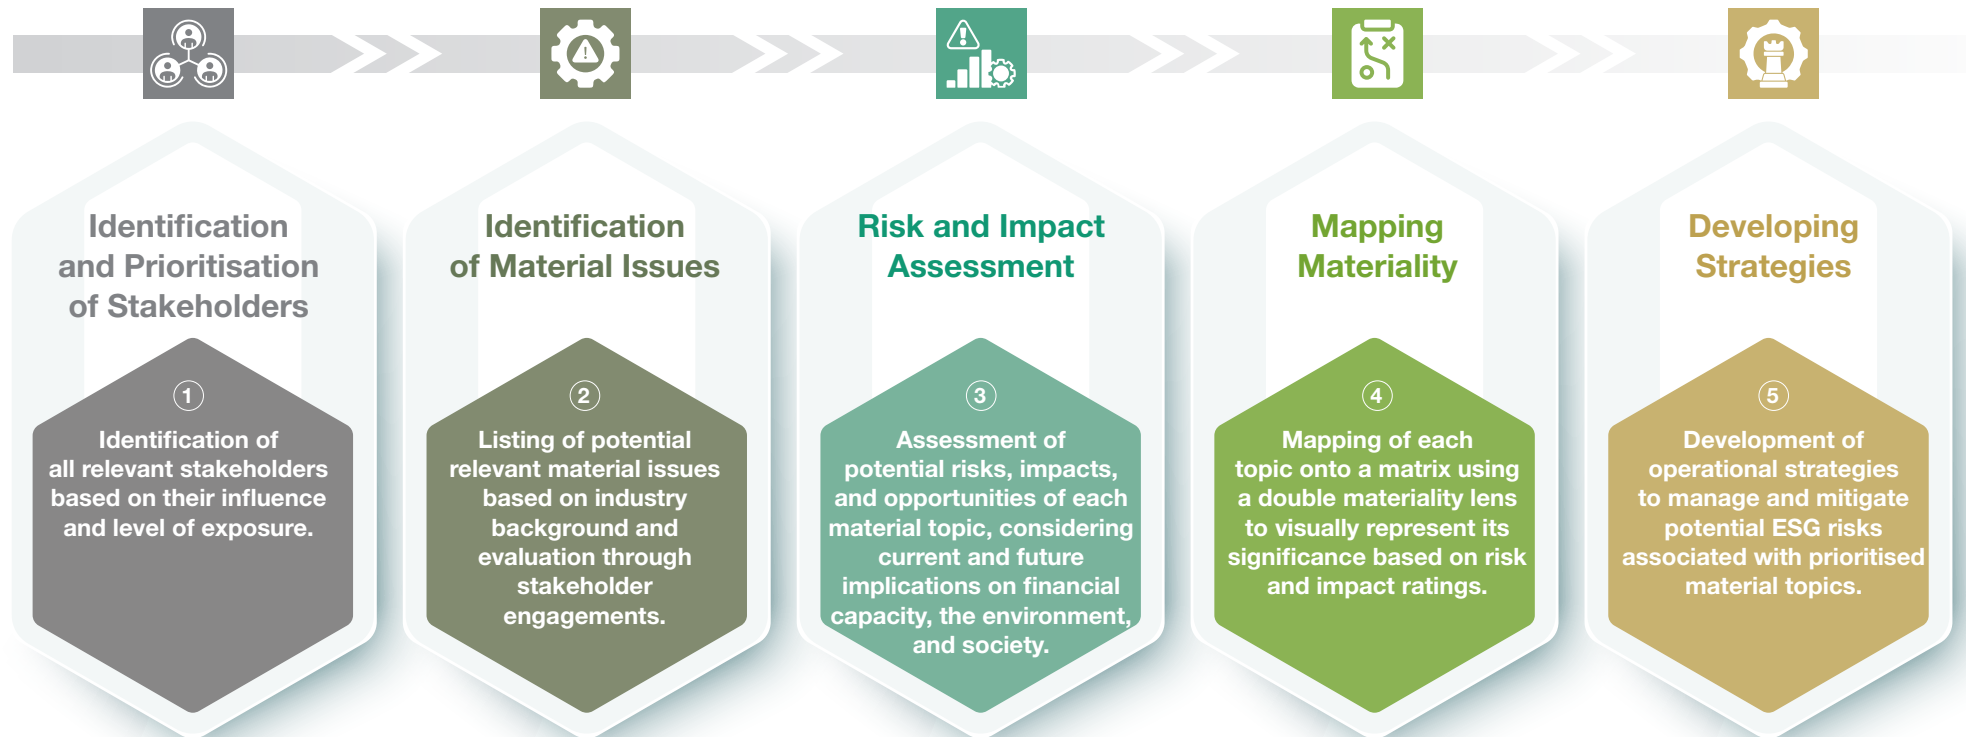 Identification
and Prioritisation
of Stakeholders
1
Identification of
all relevant stakeholders
based on their influence
and level of exposure.
Identification
of Material Issues
2
Listing of potential
relevant material issues
based on industry
background and
evaluation through
stakeholder
engagements.
Risk and Impact
Assessment
3
Assessment of
potential risks, impacts,
and opportunities of each
material topic, considering
current and future
implications on financial
capacity, the environment,
and society.
Mapping
Materiality
4
Mapping of each
topic onto a matrix using
a double materiality lens
to visually represent its
significance based on risk
and impact ratings.
Developing
Strategies
5
Development of
operational strategies
to manage and mitigate
potential ESG risks
associated with prioritised
material topics.